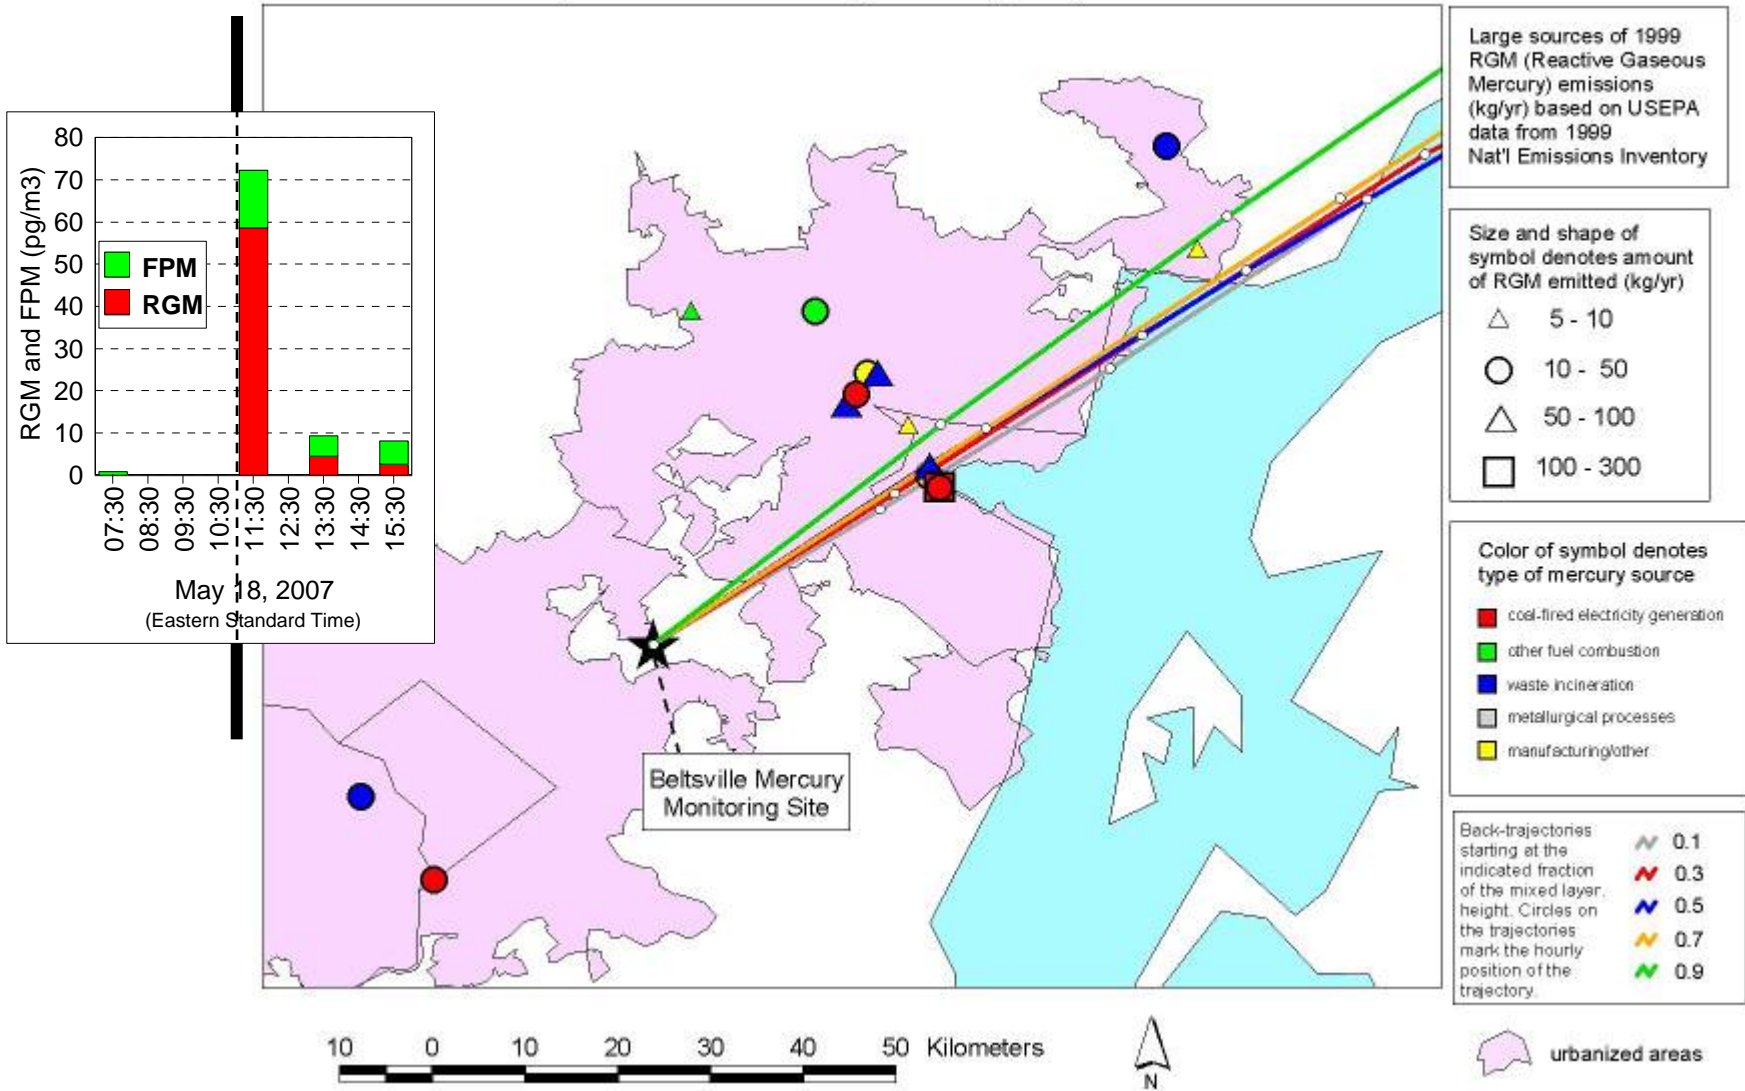 80
70
60
50
40
30
20
10
0
RGM and FPM (pg/m3)
FPM
RGM
07:30
08:30
09:30
10:30
11:30
12:30
13:30
14:30
15:30
May 18, 2007
(Eastern Standard Time)
Beltsville Mercury
Monitoring Site
10 0 10 20 30 40 50 Kilometers
N
Large sources of 1999
RGM (Reactive Gaseous
Mercury) emissions
(kg/yr) based on USEPA
data from 1999
Nat'l Emissions Inventory
Size and shape of
symbol denotes amount
of RGM emitted (kg/yr)
5 - 10
10 - 50
50 - 100
100 - 300
Color of symbol denotes
type of mercury source
coal-fired electricity generation
other fuel combustion
waste incineration
metallurgical processes
manufacturing/other
Back-trajectories
starting at the
indicated fraction
of the mixed layer.
height. Circles on
the trajectories
mark the hourly
position of the
trajectory.
0.1
0.3
0.5
0.7
0.9
urbanized areas